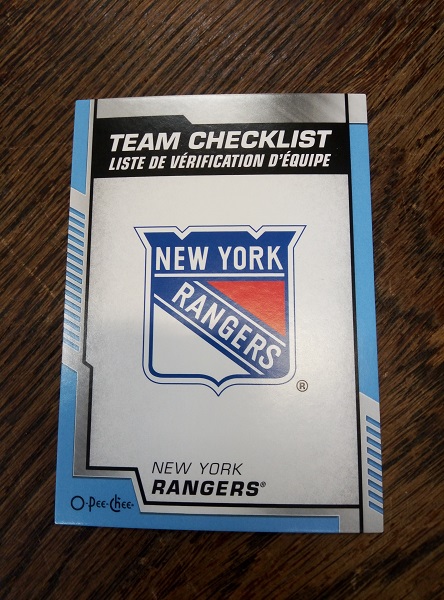 TEAM CHECKLIST
LISTE DE VÉRIFICATION D'ÉQUIPE
NEW YORK
RANGERS
®
NEW YORK
RANGERS®
O-Pee-Chee